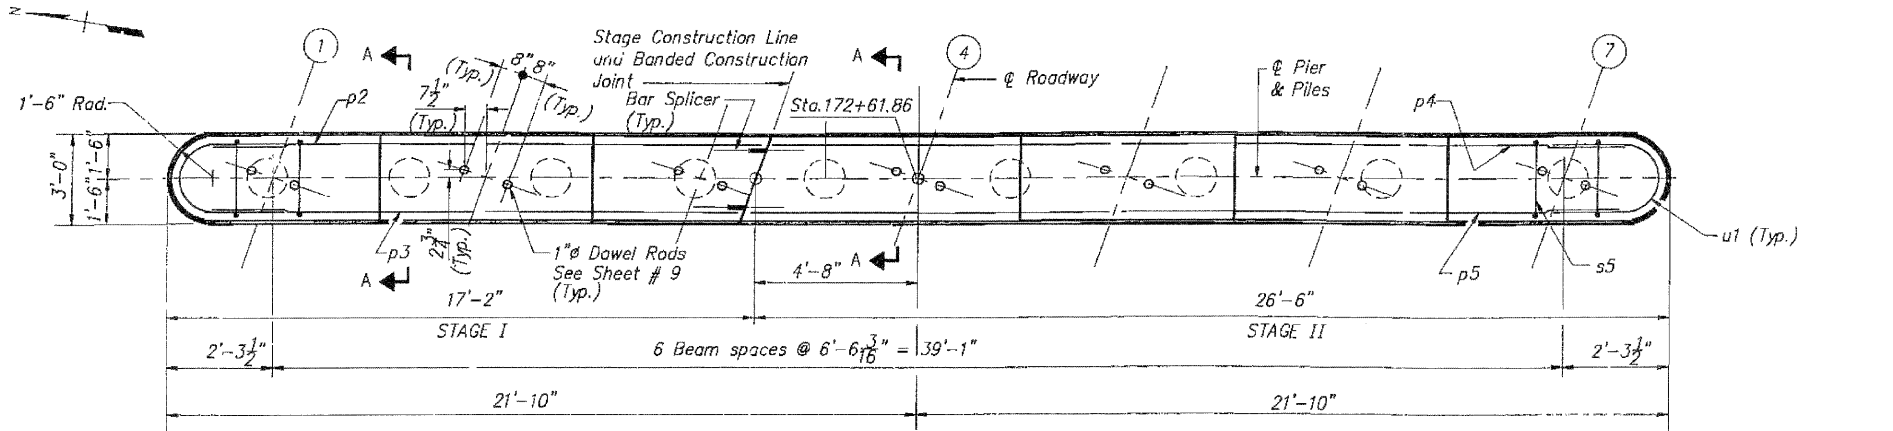 N
1
A
(Typ.)
8" 8"
(Typ.)
Stage Construction Line
and Bonded Construction
Joint
A
4
℄ Roadway
℄ Pier
& Piles
7
1'-6" Rad.
p2
7 1/2"
(Typ.)
Bar Splicer
(Typ.)
Sta. 172+61.86
p4
3'-0"
1'-6"
1'-6"
p3
2 3/4"
(Typ.)
1"ø Dowel Rods
See Sheet # 9
(Typ.)
A
A
4'-8"
p5
s5
u1 (Typ.)
17'-2"
26'-6"
STAGE I
STAGE II
2'-3 1/2"
6 Beam spaces @ 6'-6 3/16" = 39'-1"
2'-3 1/2"
21'-10"
21'-10"